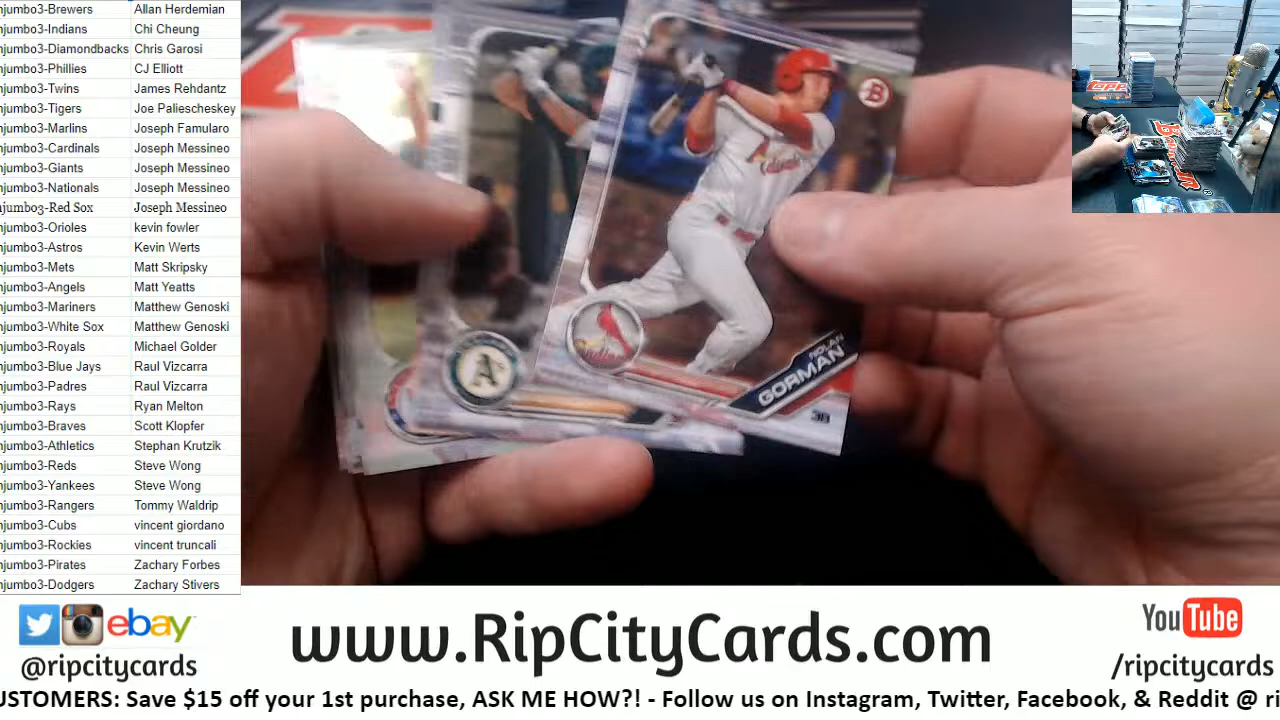 njumbo3-Brewers Allan Herdemian
njumbo3-Indians Chi Cheung
njumbo3-Diamondbacks Chris Garosi
njumbo3-Phillies CJ Elliott
njumbo3-Twins James Rehdantz
njumbo3-Tigers Joe Paliescheskey
njumbo3-Marlins Joseph Famularo
njumbo3-Cardinals Joseph Messineo
njumbo3-Giants Joseph Messineo
njumbo3-Nationals Joseph Messineo
njumbo3-Red Sox Joseph Messineo
njumbo3-Orioles kevin fowler
njumbo3-Astros Kevin Werts
njumbo3-Mets Matt Skripsky
njumbo3-Angels Matt Yeatts
njumbo3-Mariners Matthew Genoski
njumbo3-White Sox Matthew Genoski
njumbo3-Royals Michael Golder
njumbo3-Blue Jays Raul Vizcarra
njumbo3-Padres Raul Vizcarra
njumbo3-Rays Ryan Melton
njumbo3-Braves Scott Klopfer
njumbo3-Athletics Stephan Krutzik
njumbo3-Reds Steve Wong
njumbo3-Yankees Steve Wong
njumbo3-Rangers Tommy Waldrip
njumbo3-Cubs vincent giordano
njumbo3-Rockies vincent truncali
njumbo3-Pirates Zachary Forbes
njumbo3-Dodgers Zachary Stivers
B
Cardinals
A's
NOLAN
GORMAN
3B
ebay
@ripcitycards
www.RipCityCards.com
YouTube
/ripcitycards
USTOMERS: Save $15 off your 1st purchase, ASK ME HOW?! - Follow us on Instagram, Twitter, Facebook, & Reddit @ ri